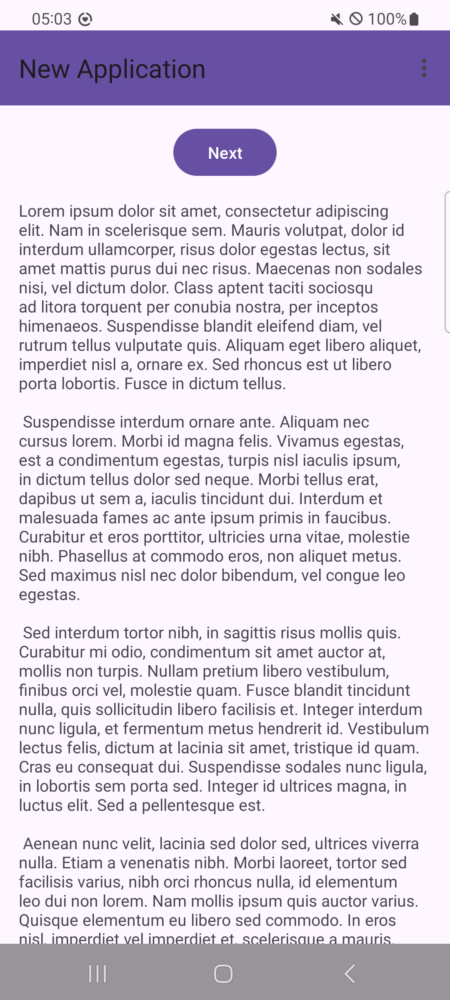 05:03 100%
New Application
Next
Lorem ipsum dolor sit amet, consectetur adipiscing
elit. Nam in scelerisque sem. Mauris volutpat, dolor id
interdum ullamcorper, risus dolor egestas lectus, sit
amet mattis purus dui nec risus. Maecenas non sodales
nisi, vel dictum dolor. Class aptent taciti sociosqu
ad litora torquent per conubia nostra, per inceptos
himenaeos. Suspendisse blandit eleifend diam, vel
rutrum tellus vulputate quis. Aliquam eget libero aliquet,
imperdiet nisl a, ornare ex. Sed rhoncus est ut libero
porta lobortis. Fusce in dictum tellus.
Suspendisse interdum ornare ante. Aliquam nec
cursus lorem. Morbi id magna felis. Vivamus egestas,
est a condimentum egestas, turpis nisl iaculis ipsum,
in dictum tellus dolor sed neque. Morbi tellus erat,
dapibus ut sem a, iaculis tincidunt dui. Interdum et
malesuada fames ac ante ipsum primis in faucibus.
Curabitur et eros porttitor, ultricies urna vitae, molestie
nibh. Phasellus at commodo eros, non aliquet metus.
Sed maximus nisl nec dolor bibendum, vel congue leo
egestas.
Sed interdum tortor nibh, in sagittis risus mollis quis.
Curabitur mi odio, condimentum sit amet auctor at,
mollis non turpis. Nullam pretium libero vestibulum,
finibus orci vel, molestie quam. Fusce blandit tincidunt
nulla, quis sollicitudin libero facilisis et. Integer interdum
nunc ligula, et fermentum metus hendrerit id. Vestibulum
lectus felis, dictum at lacinia sit amet, tristique id quam.
Cras eu consequat dui. Suspendisse sodales nunc ligula,
in lobortis sem porta sed. Integer id ultrices magna, in
luctus elit. Sed a pellentesque est.
Aenean nunc velit, lacinia sed dolor sed, ultrices viverra
nulla. Etiam a venenatis nibh. Morbi laoreet, tortor sed
facilisis varius, nibh orci rhoncus nulla, id elementum
leo dui non lorem. Nam mollis ipsum quis auctor varius.
Quisque elementum eu libero sed commodo. In eros
nisl, imperdiet vel imperdiet et, scelerisque a mauris.